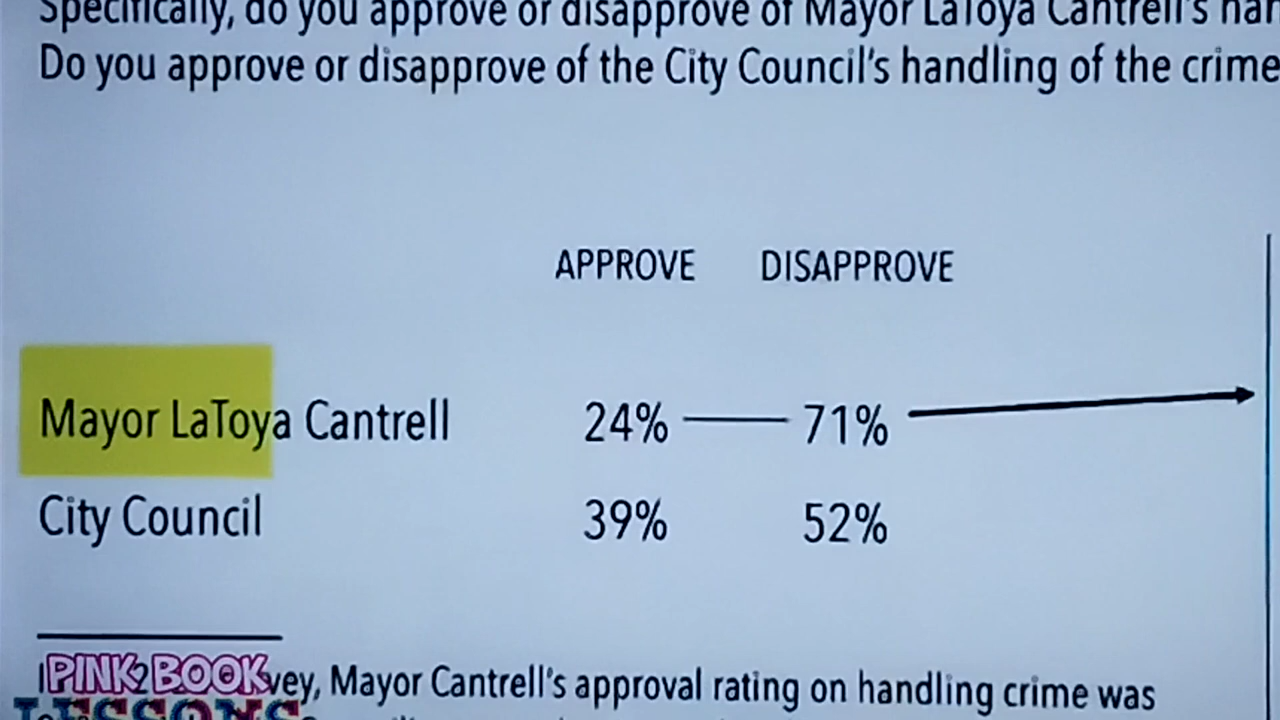 Specifically, do you approve or disapprove of Mayor LaToya Cantrell's
Do you approve or disapprove of the City Council's handling of the crime
APPROVE DISAPPROVE
Mayor LaToya Cantrell 24% 71%
City Council 39% 52%
PINK BOOK vey, Mayor Cantrell's approval rating on handling crime was
LESSONS